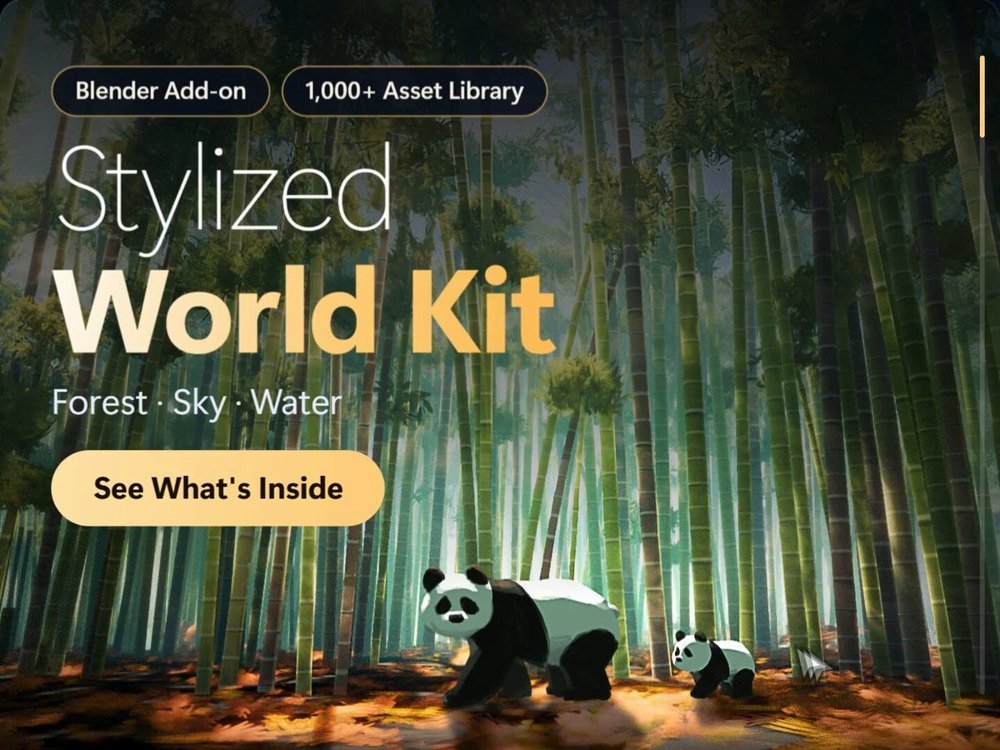 Blender Add-on
1,000+ Asset Library
Stylized
World Kit
Forest · Sky · Water
See What's Inside